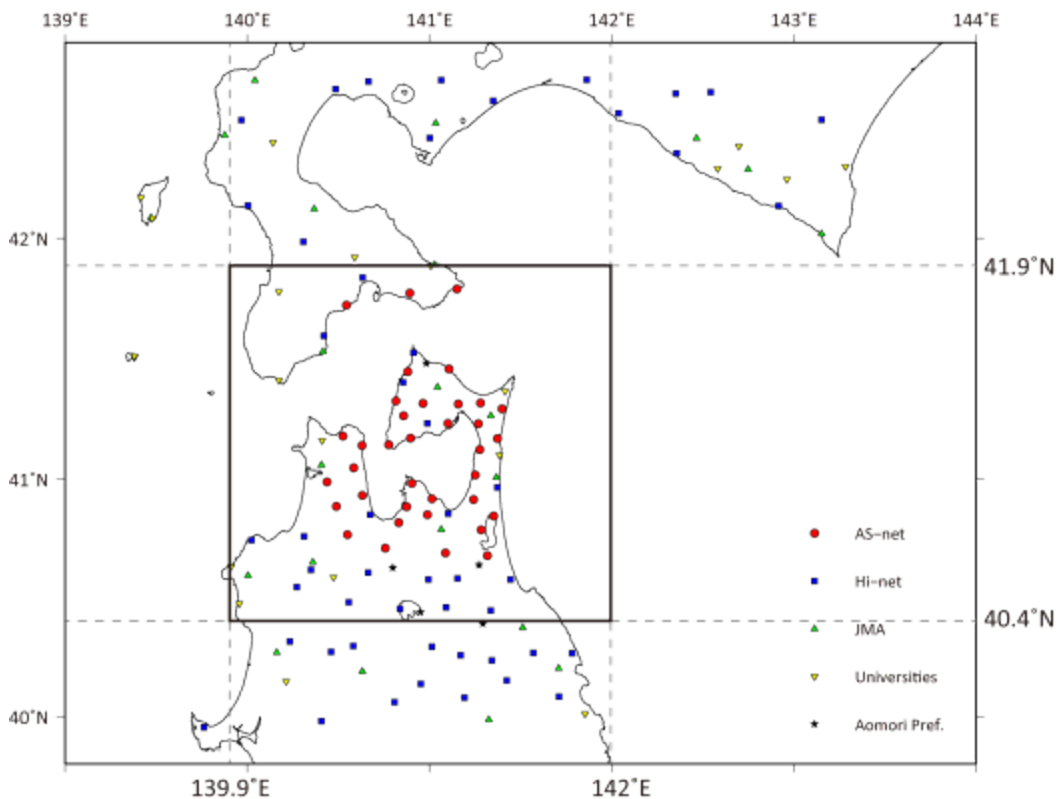 139˚E 140˚E 141˚E 142˚E 143˚E 144˚E
42˚N
41.9˚N
41˚N
AS−net
Hi−net
40.4˚N
JMA
Universities
40˚N
Aomori Pref.
139.9˚E 142˚E